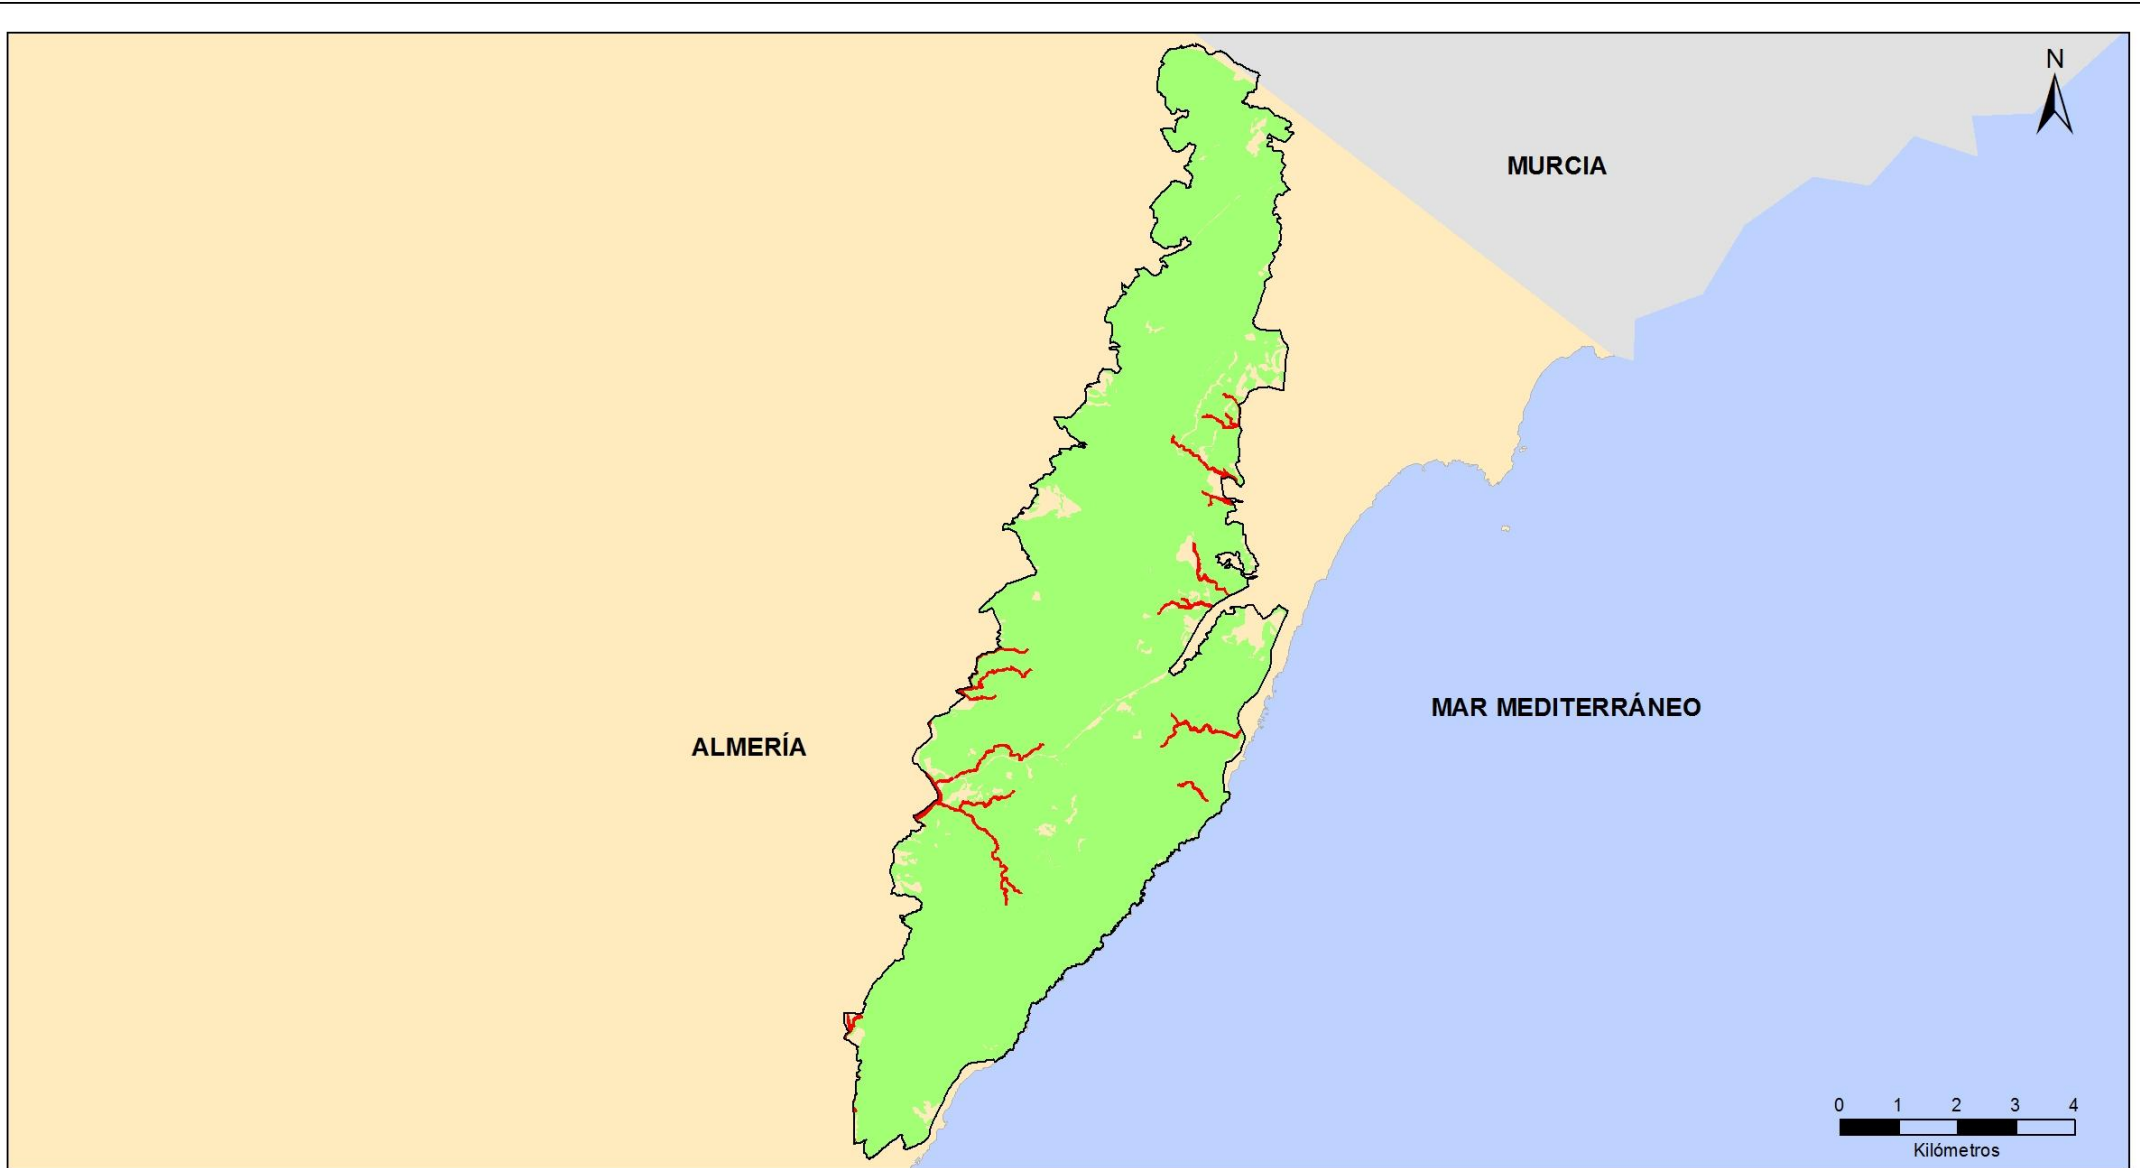 N
MURCIA
MAR MEDITERRÁNEO
ALMERÍA
0 1 2 3 4
Kilómetros